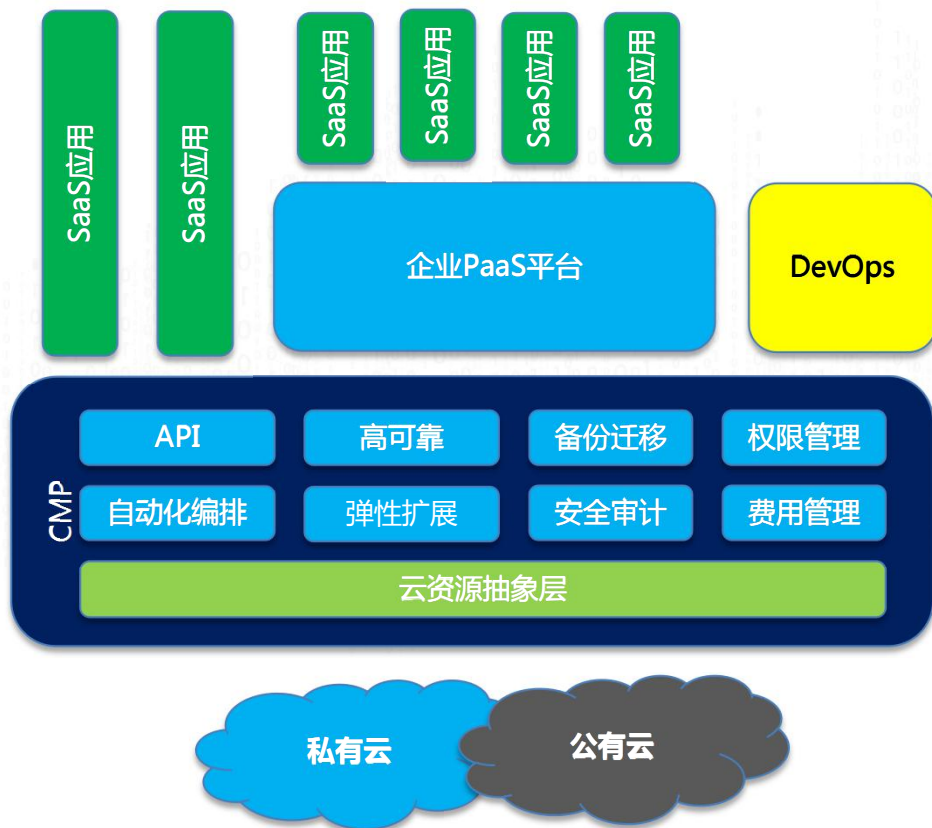 SaaS应用
SaaS应用
SaaS应用
SaaS应用
SaaS应用
SaaS应用
企业PaaS平台
DevOps
CMP
API
高可靠
备份迁移
权限管理
自动化编排
弹性扩展
安全审计
费用管理
云资源抽象层
私有云
公有云